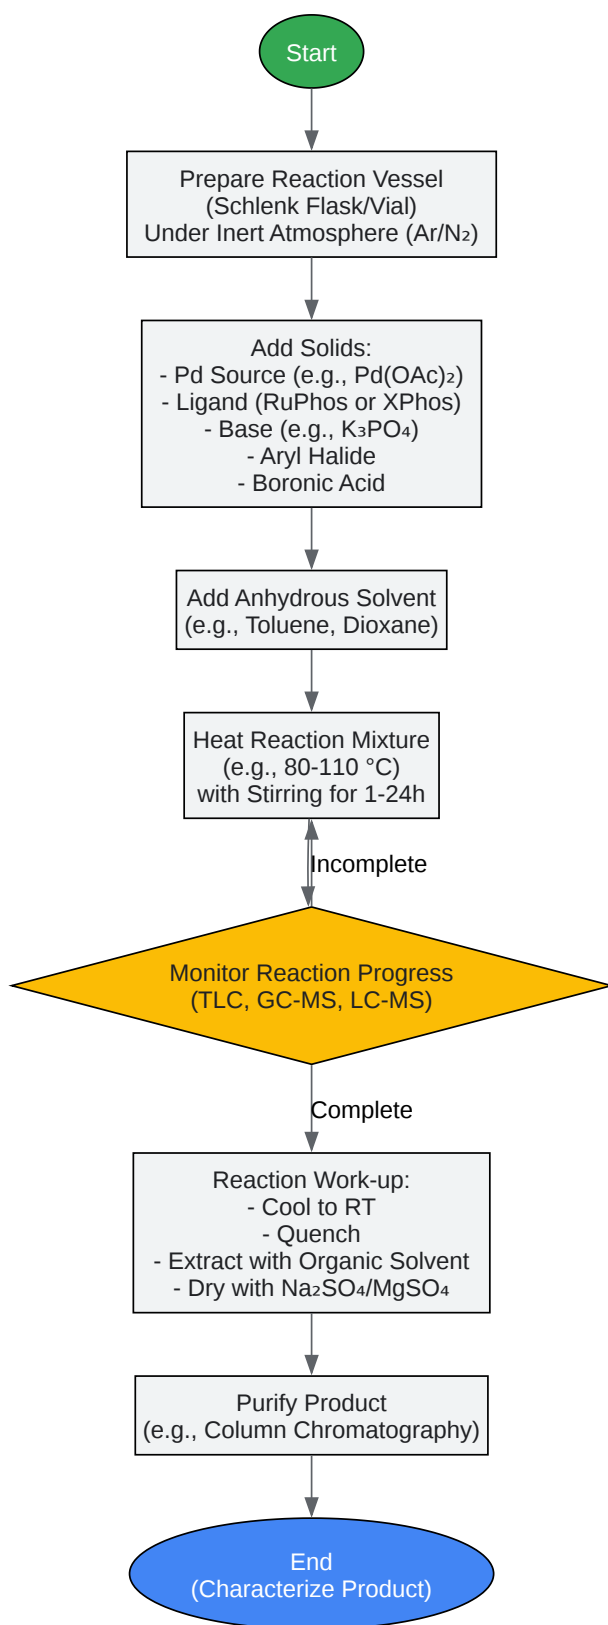 Start
Prepare Reaction Vessel
(Schlenk Flask/Vial)
Under Inert Atmosphere (Ar/N₂)
Add Solids:
- Pd Source (e.g., Pd(OAc)₂)
- Ligand (RuPhos or XPhos)
- Base (e.g., K₃PO₄)
- Aryl Halide
- Boronic Acid
Add Anhydrous Solvent
(e.g., Toluene, Dioxane)
Heat Reaction Mixture
(e.g., 80-110 °C)
with Stirring for 1-24h
Incomplete
Monitor Reaction Progress
(TLC, GC-MS, LC-MS)
Complete
Reaction Work-up:
- Cool to RT
- Quench
- Extract with Organic Solvent
- Dry with Na₂SO₄/MgSO₄
Purify Product
(e.g., Column Chromatography)
End
(Characterize Product)